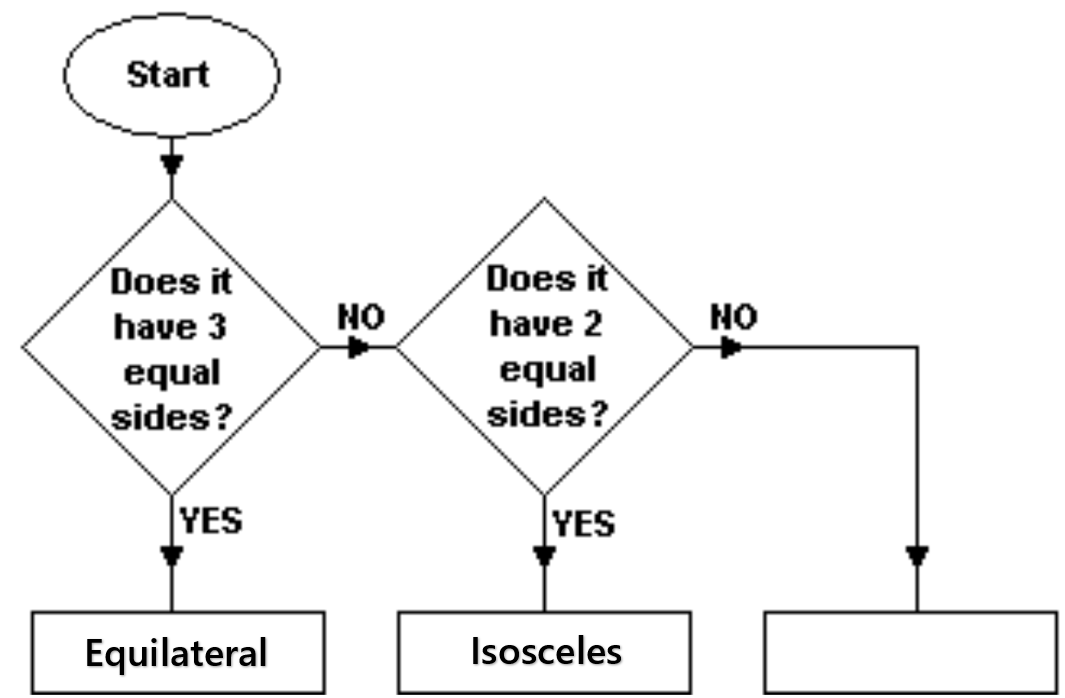 Start
Does it
have 3
equal
sides?
NO
Does it
have 2
equal
sides?
NO
YES
YES
Equilateral
Isosceles